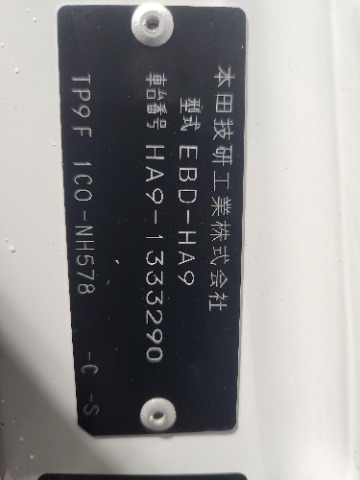 本田技研工業株式会社
型式 EBD-HA9
車台番号 HA9-1333290
TP9F 1C0-NH578 -C -S